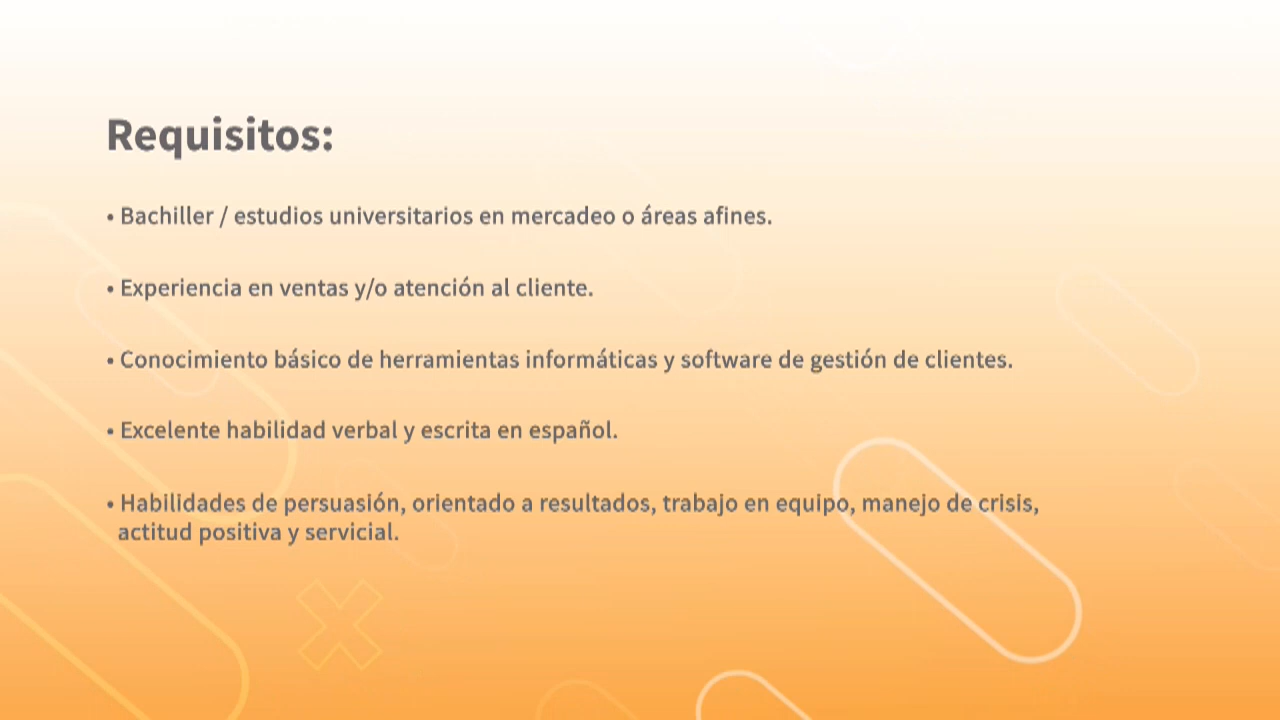 Requisitos:
• Bachiller / estudios universitarios en mercadeo o áreas afines.
• Experiencia en ventas y/o atención al cliente.
• Conocimiento básico de herramientas informáticas y software de gestión de clientes.
• Excelente habilidad verbal y escrita en español.
• Habilidades de persuasión, orientado a resultados, trabajo en equipo, manejo de crisis,
actitud positiva y servicial.